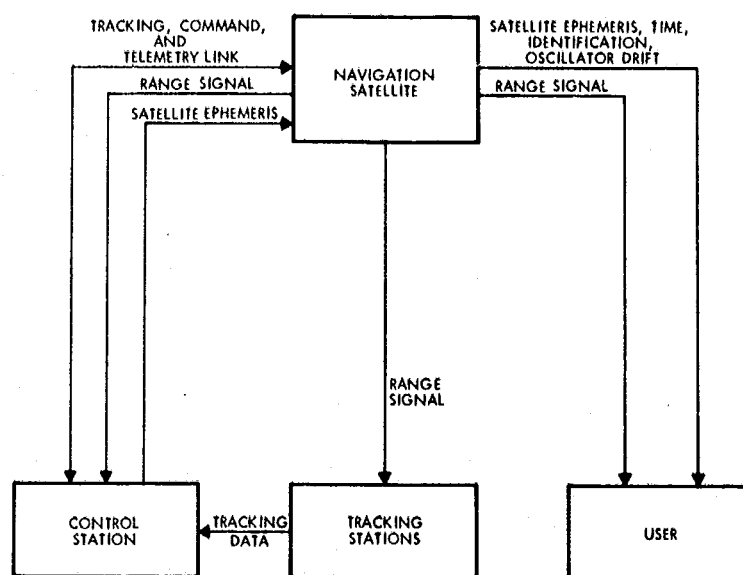 TRACKING, COMMAND,
AND
TELEMETRY LINK
RANGE SIGNAL
SATELLITE EPHEMERIS
NAVIGATION
SATELLITE
SATELLITE EPHEMERIS, TIME,
IDENTIFICATION,
OSCILLATOR DRIFT
RANGE SIGNAL
RANGE
SIGNAL
CONTROL
STATION
TRACKING
DATA
TRACKING
STATIONS
USER